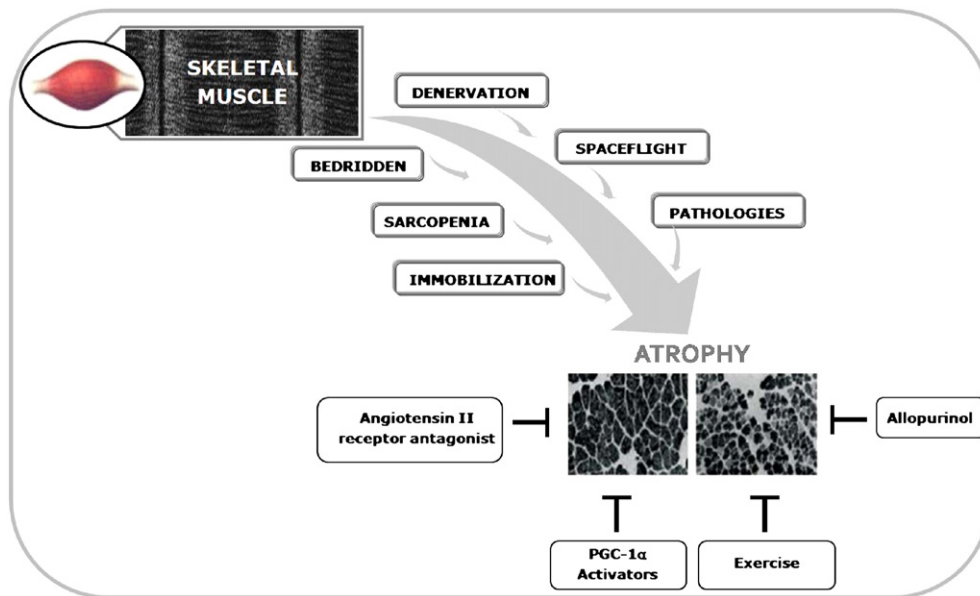 SKELETAL
MUSCLE
DENERVATION
SPACEFLIGHT
BEDRIDDEN
PATHOLOGIES
SARCOPENIA
IMMOBILIZATION
ATROPHY
Angiotensin II
receptor antagonist
Allopurinol
PGC-1α
Activators
Exercise